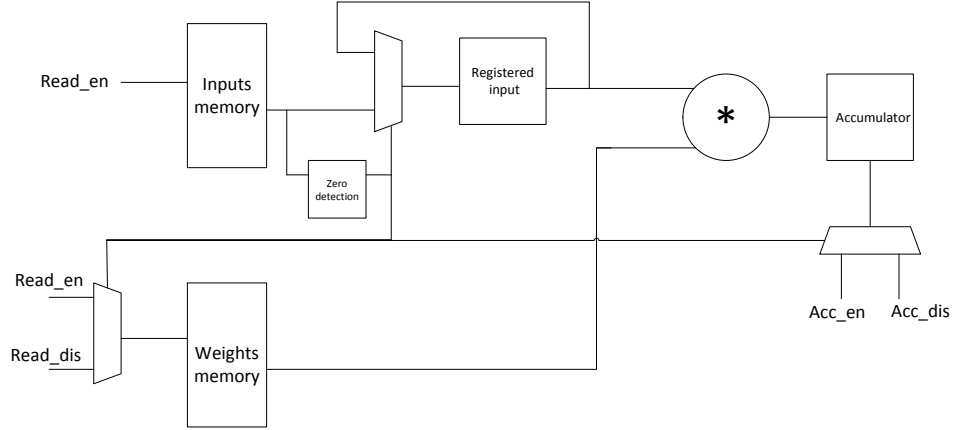 Read_en
Inputs
memory
Registered
input
*
Accumulator
Zero
detection
Read_en
Read_dis
Weights
memory
Acc_en
Acc_dis